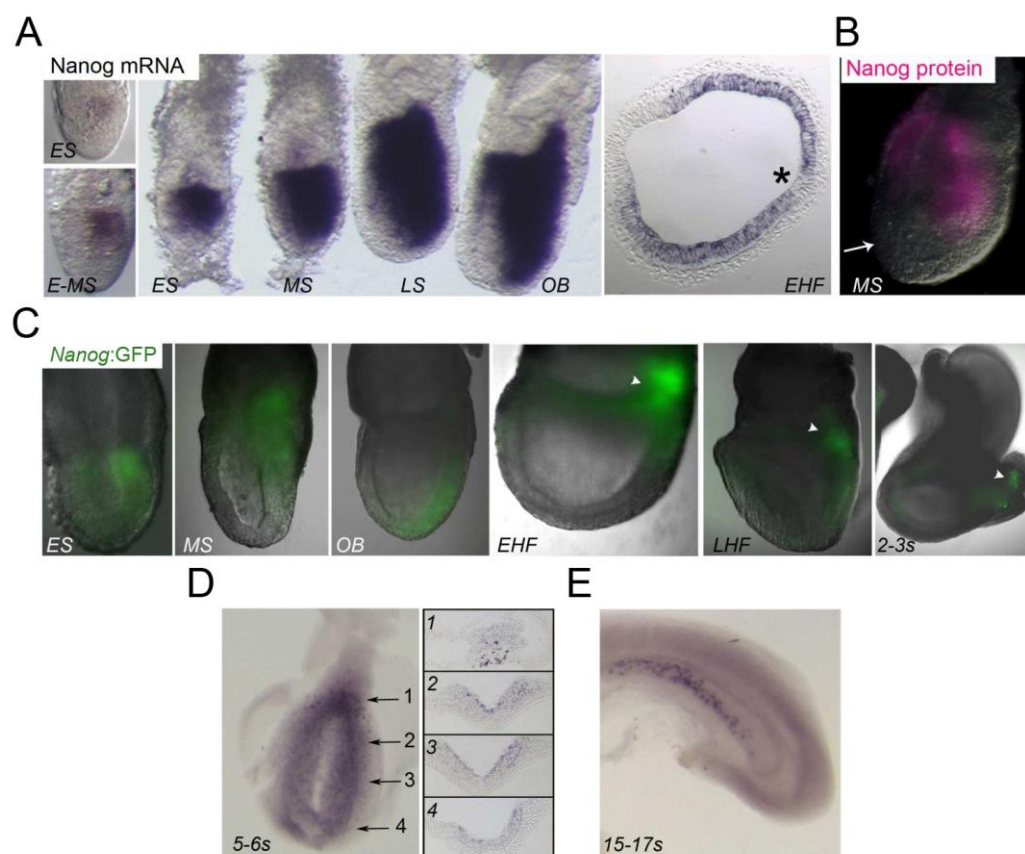 A
Nanog mRNA
ES
E-MS
ES
MS
LS
OB
*
EHF
B
Nanog protein
MS
C
Nanog:GFP
ES
MS
OB
EHF
LHF
2-3s
D
1
2
3
4
5-6s
1
2
3
4
E
15-17s